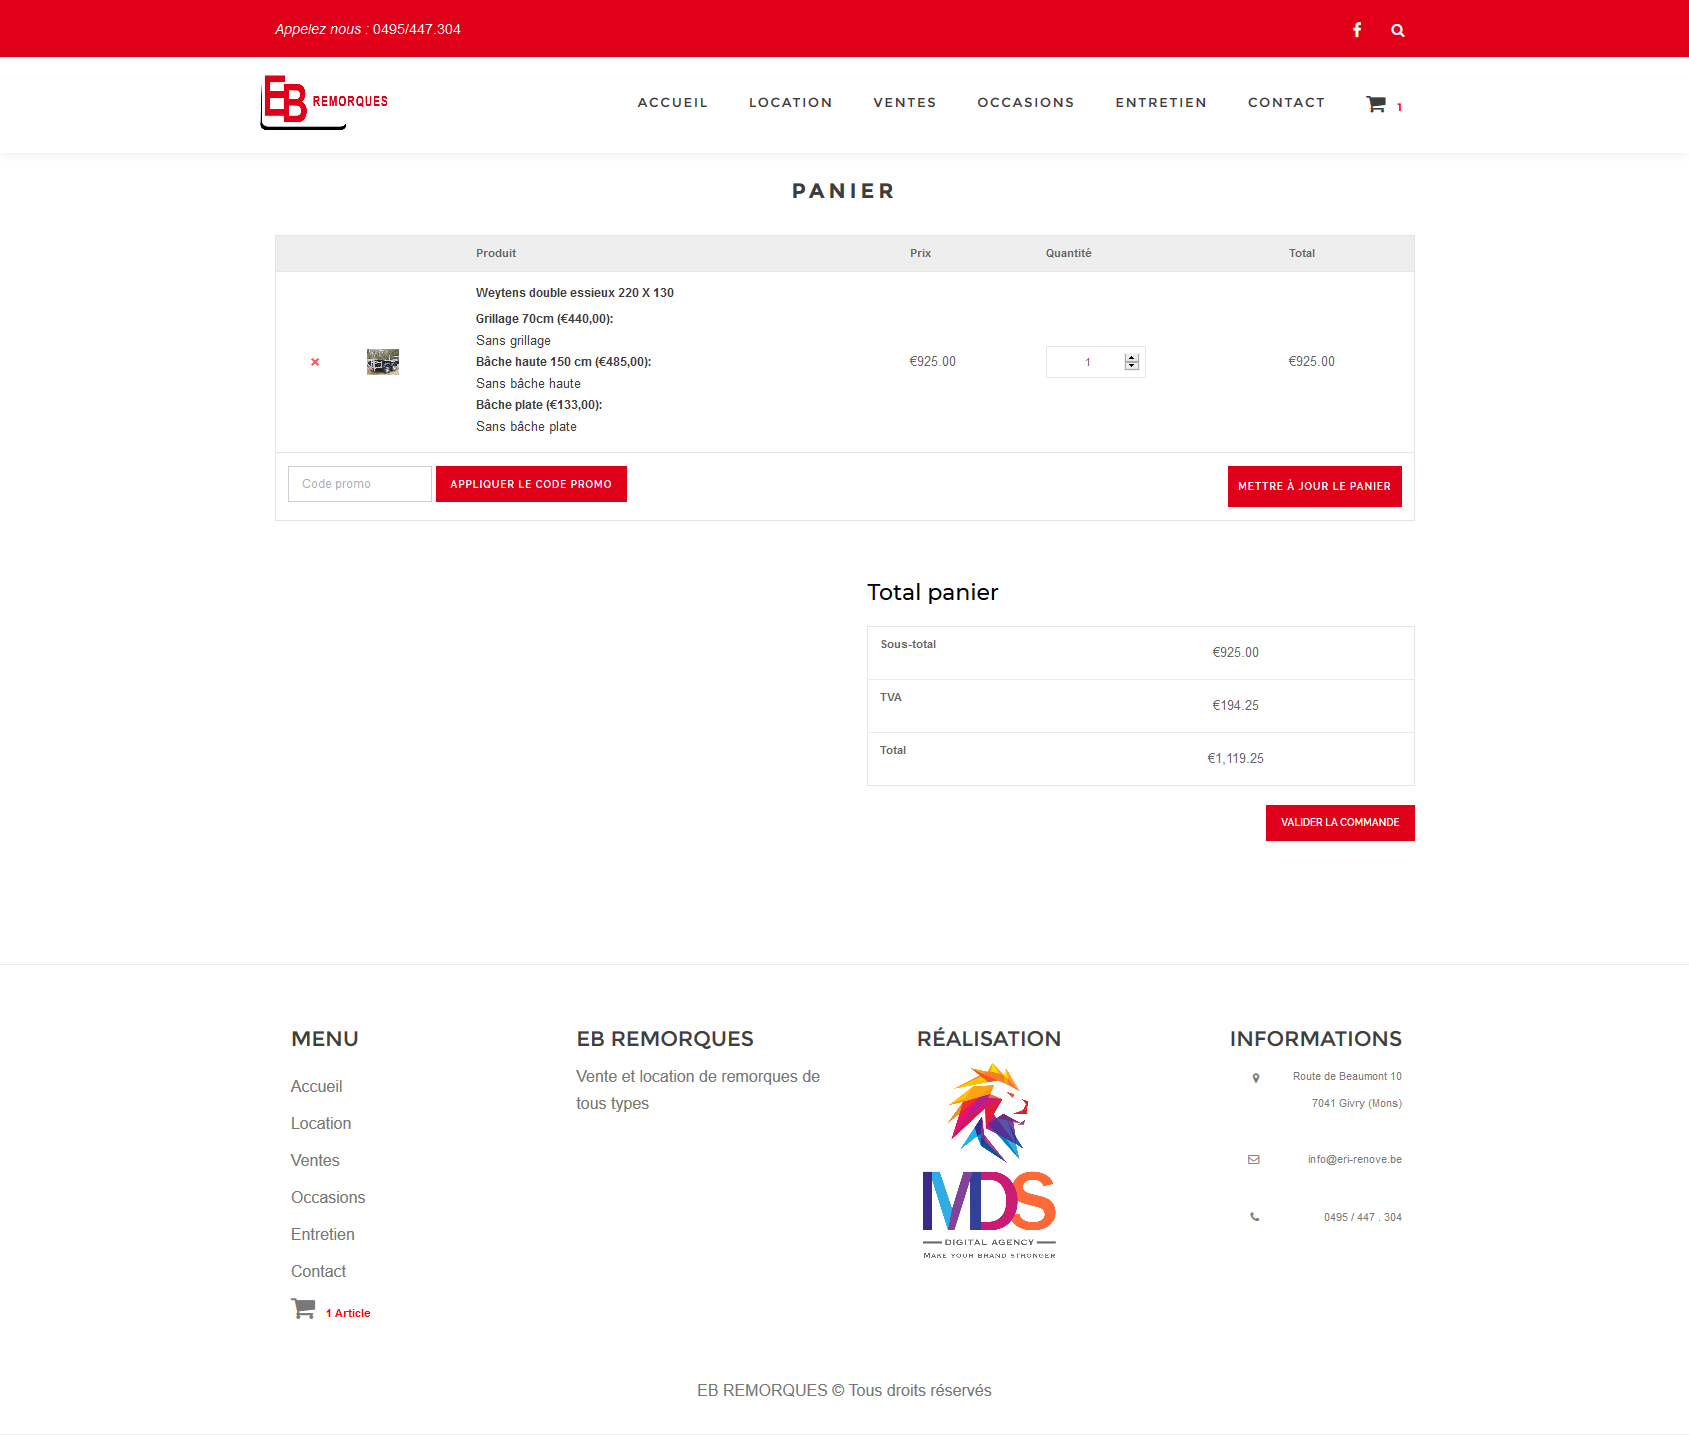 Appelez nous : 0495/447.304
EB REMORQUES
ACCUEIL LOCATION VENTES OCCASIONS ENTRETIEN CONTACT 1
PANIER
Produit Prix Quantité Total
Weytens double essieux 220 X 130
Grillage 70cm (€440,00):
Sans grillage
Bâche haute 150 cm (€485,00):
€925.00 1 €925.00
Sans bâche haute
Bâche plate (€133,00):
Sans bâche plate
Code promo APPLIQUER LE CODE PROMO METTRE À JOUR LE PANIER
Total panier
Sous-total €925.00
TVA €194.25
Total €1,119.25
VALIDER LA COMMANDE
MENU
Accueil
Location
Ventes
Occasions
Entretien
Contact
1 Article
EB REMORQUES
Vente et location de remorques de
tous types
RÉALISATION
MDS
DIGITAL AGENCY
MAKE YOUR BRAND STRONGER
INFORMATIONS
Route de Beaumont 10
7041 Givry (Mons)
info@eri-renove.be
0495 / 447 . 304
EB REMORQUES © Tous droits réservés